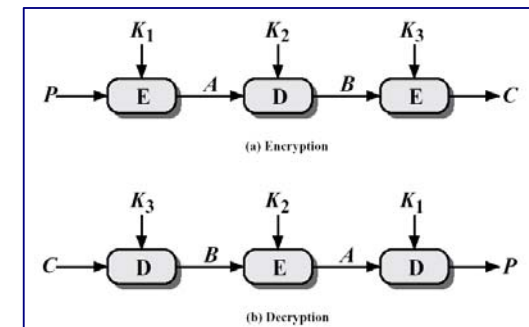 K1 K2 K3
P E A D B E C
(a) Encryption
K3 K2 K1
C D B E A D P
(b) Decryption